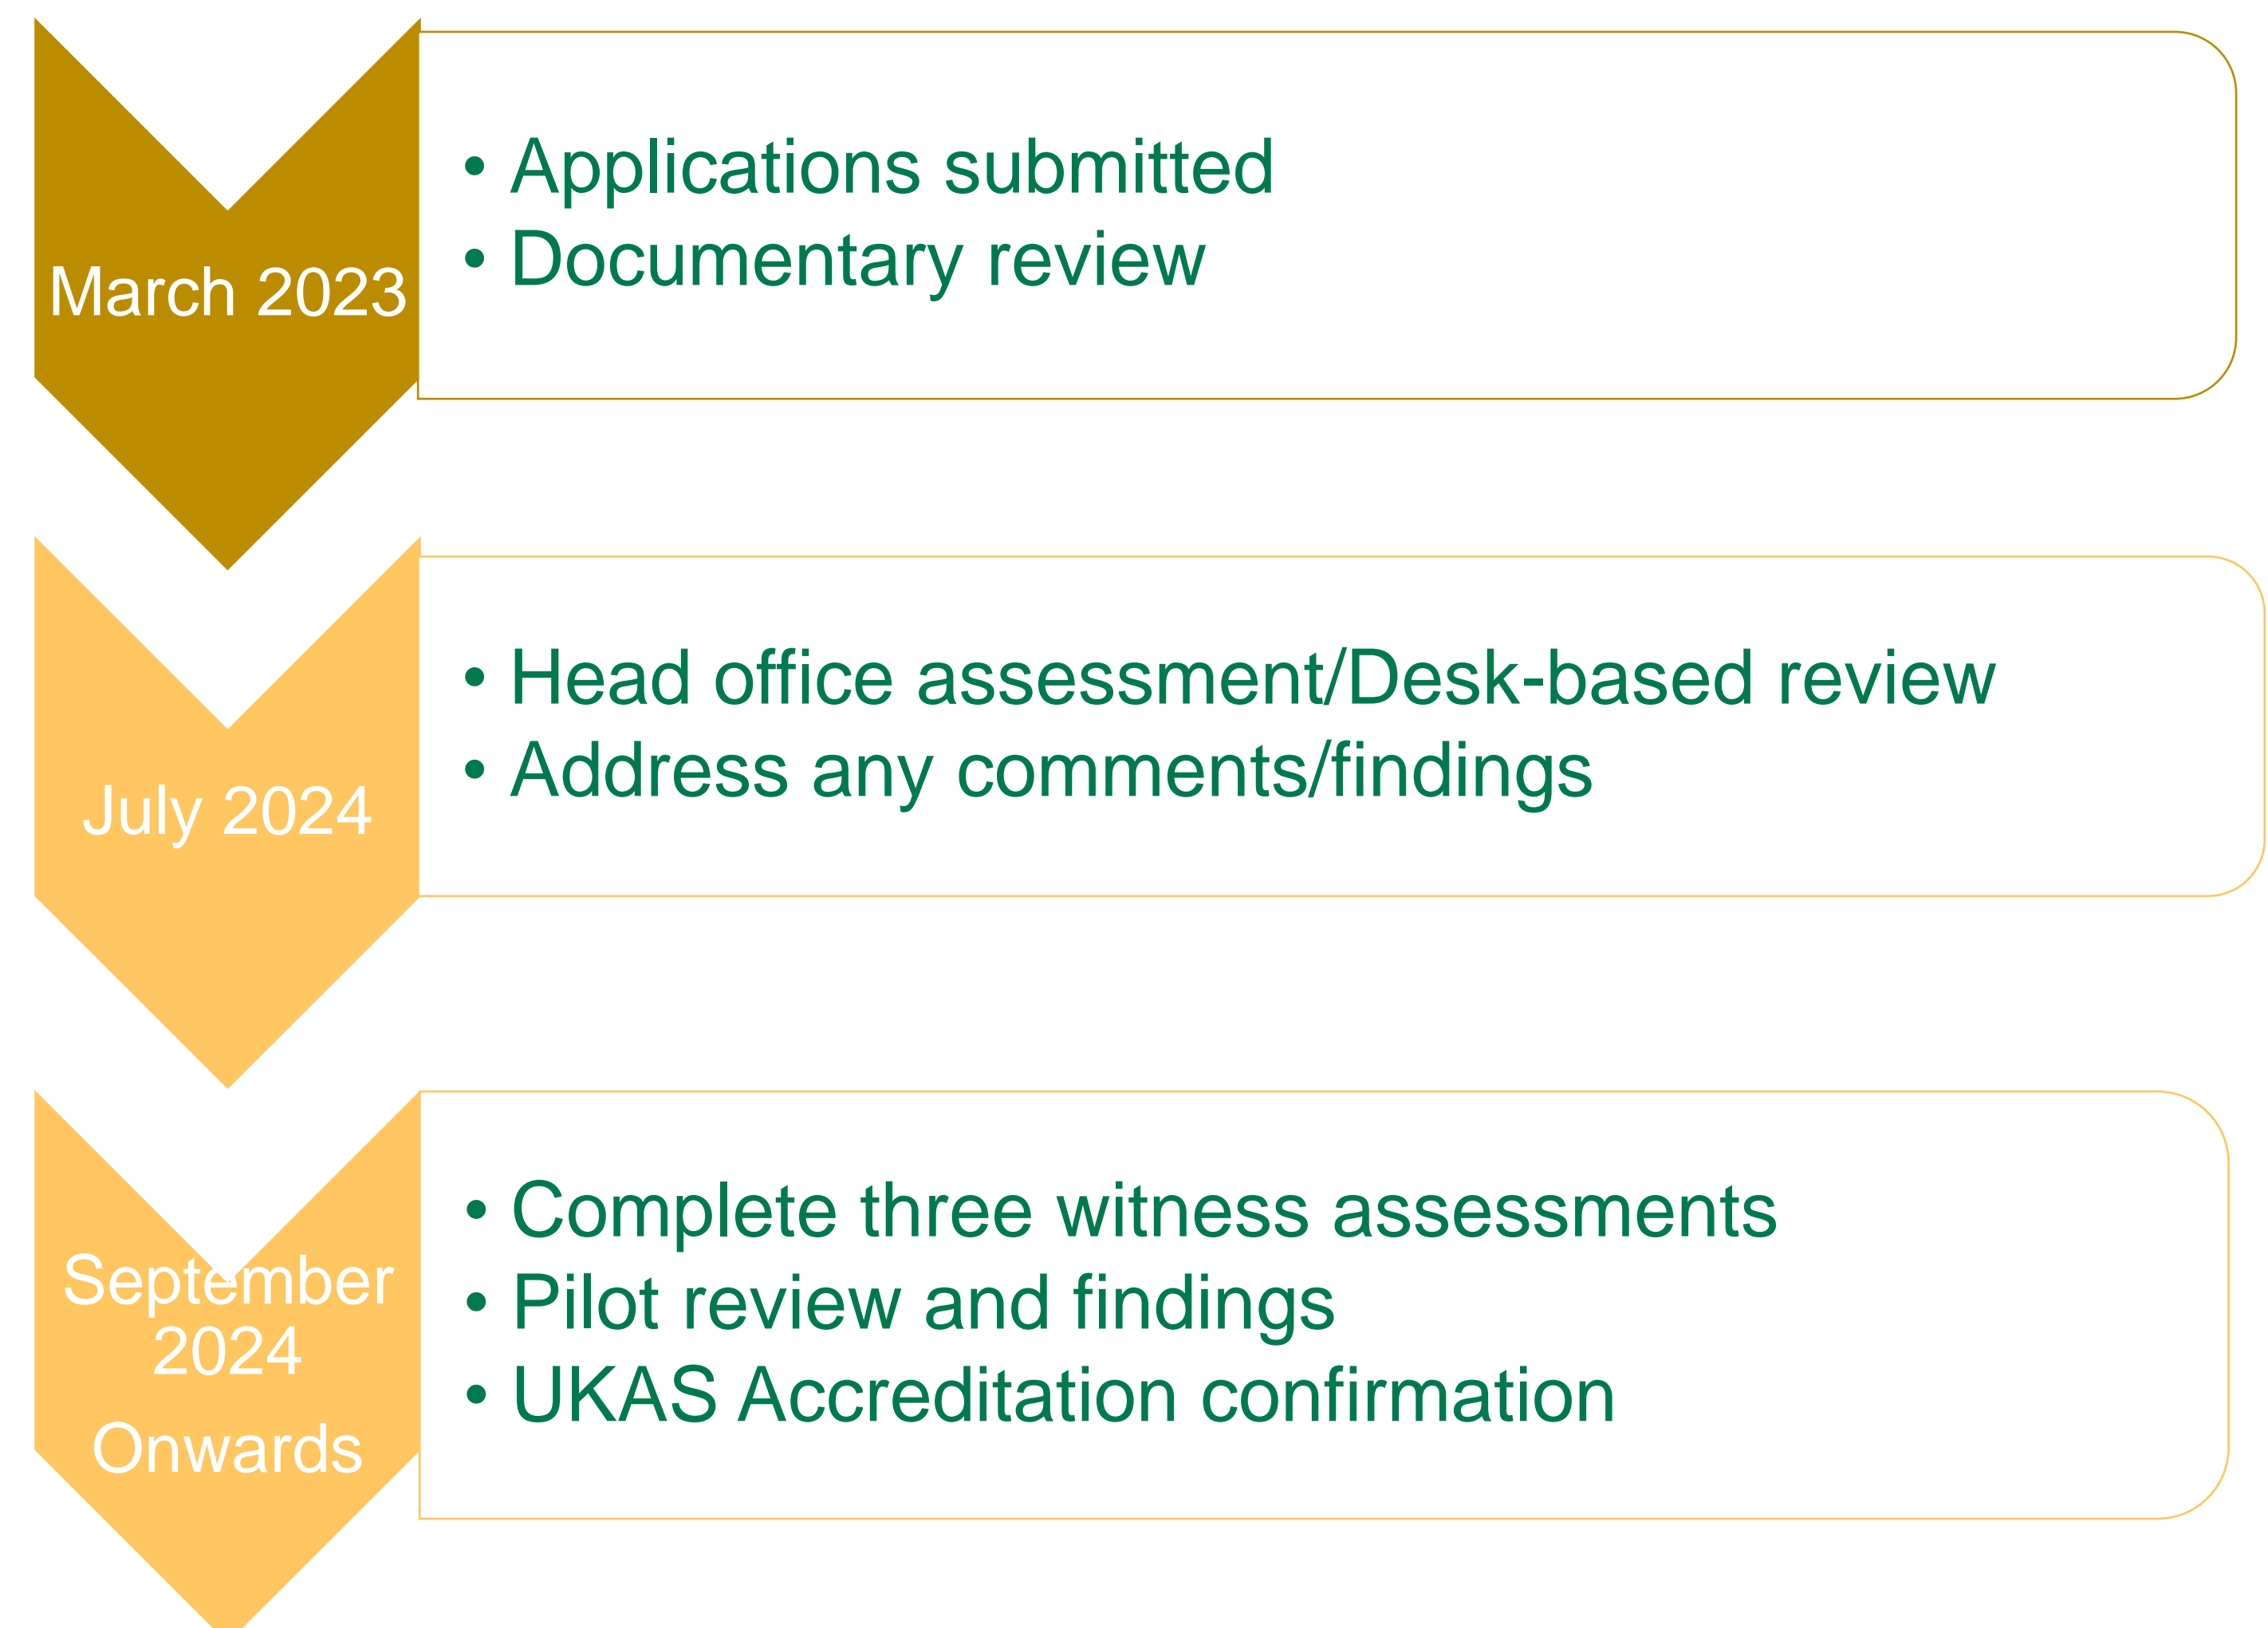 March 2023
• Applications submitted
• Documentary review
July 2024
• Head office assessment/Desk-based review
• Address any comments/findings
September
2024
Onwards
• Complete three witness assessments
• Pilot review and findings
• UKAS Accreditation confirmation